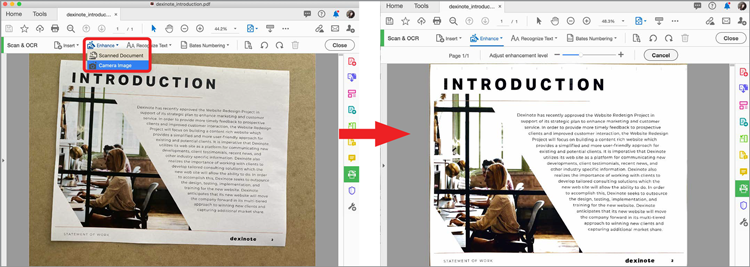 dexinote_introduction.pdf
Home
Tools
dexinote_introduc...
1
44.2%
Scan & OCR
Insert
Enhance
Recognize Text
Bates Numbering
Close
Scanned Document
Camera Image
INTRODUCTION
Dexinote has recently approved the Website Redesign Project in
support of its strategic plan to enhance marketing and customer
service. In order to provide more timely feedback to prospective
clients and improved customer interaction, the Project
will focus on building a content rich website which
provides a simplified and more user-friendly approach for
existing and potential clients. It is imperative that Dexinote
utilizes its web site as a platform for communicating new
developments, client testimonials, recent news, and
other industry specific information. Dexinote also
realizes the importance of working with clients to
develop tailored consulting solutions which the
new web site will allow the ability to do. In order
to accomplish this, Dexinote seeks to outsource
the design, testing, implementation, and
training for the new website. Dexinote
anticipates that its new website will move
the company forward in its multi-tiered
approach to winning new clients and
capturing additional market share.
STATEMENT OF WORK
dexinote
Home
Tools
dexinote_introduc...
1
48.3%
Scan & OCR
Insert
Enhance
Recognize Text
Bates Numbering
Close
Page 1/1
Adjust enhancement level
Cancel
INTRODUCTION
Dexinote has recently approved the Website Redesign Project in
support of its strategic plan to enhance marketing and customer
service. In order to provide more timely feedback to prospective
clients and improved customer interaction, the Website Redesign
Project will focus on building a content rich website which
provides a simplified and more user-friendly approach for
existing and potential clients. It is imperative that Dexinote
utilizes its web site as a platform for communicating new
developments, client testimonials, recent news, and
other industry specific information. Dexinote also
realizes the importance of working with clients to
develop tailored consulting solutions which the
new web site will allow the ability to do. In order
to accomplish this, Dexinote seeks to outsource
the design, testing, implementation, and
training for the new website. Dexinote
anticipates that its new website will move
the company forward in its multi-tiered
approach to winning new clients and
capturing additional market share.
STATEMENT OF WORK
dexinote